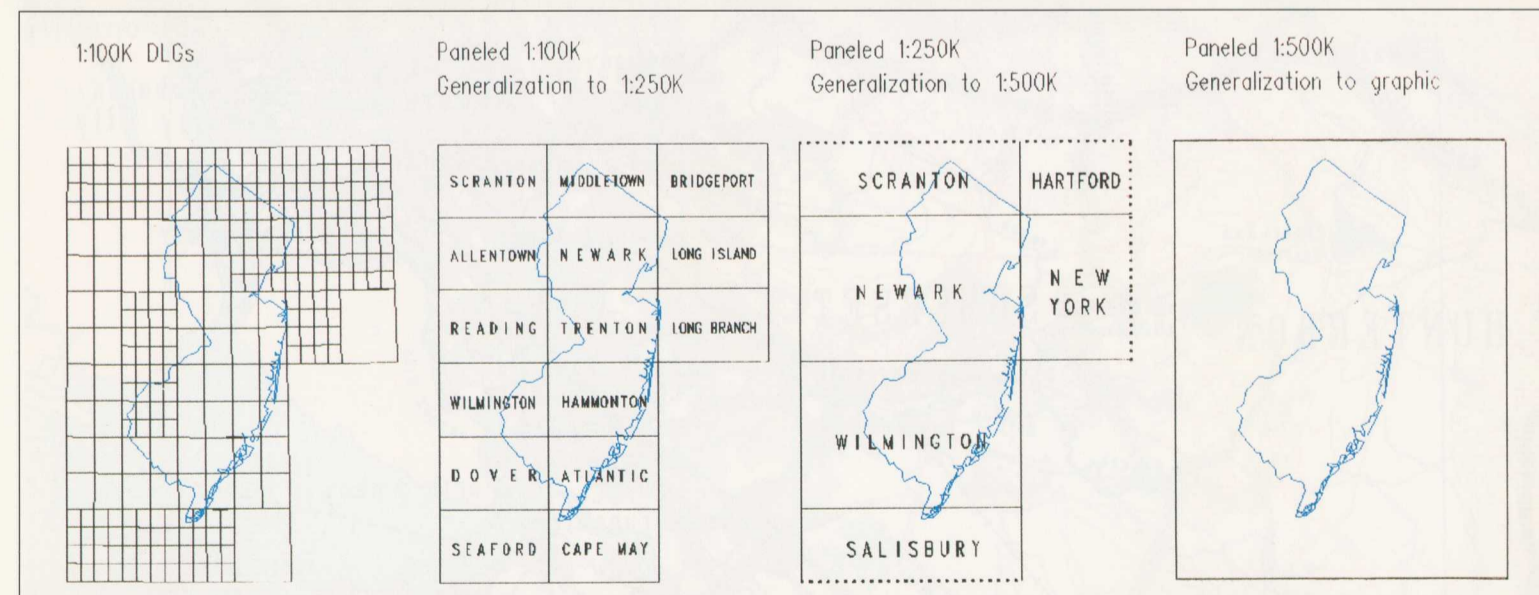 1:100K DLGs
Paneled 1:100K
Generalization to 1:250K
SCRANTON MIDDLETOWN BRIDGEPORT
ALLENTOWN NEWARK LONG ISLAND
READING TRENTON LONG BRANCH
WILMINGTON HAMMONTON
DOVER ATLANTIC
SEAFORD CAPE MAY
Paneled 1:250K
Generalization to 1:500K
SCRANTON HARTFORD
NEWARK NEW
YORK
WILMINGTON
SALISBURY
Paneled 1:500K
Generalization to graphic